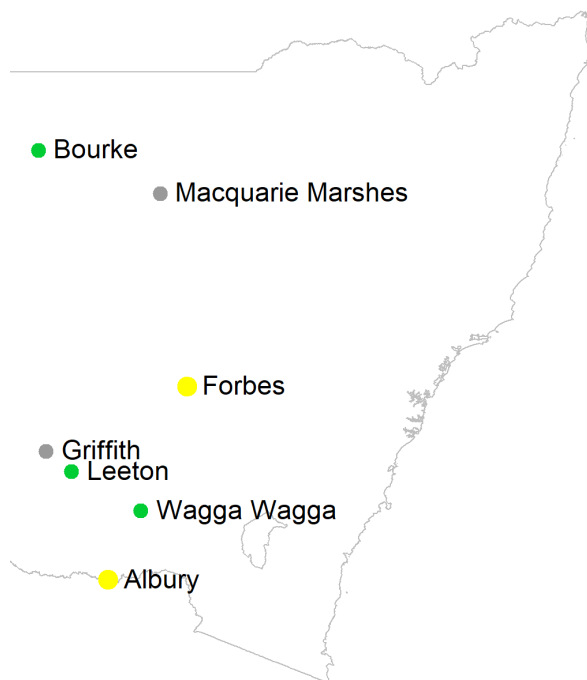 Bourke
Macquarie Marshes
Forbes
Griffith
Leeton
Wagga Wagga
Albury